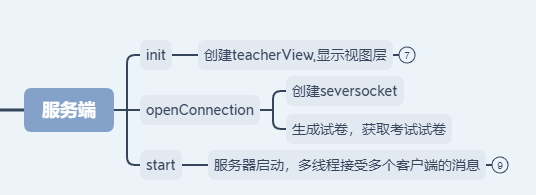 服务端
init
创建teacherView,显示视图层
7
openConnection
创建seversocket
生成试卷，获取考试试卷
start
服务器启动，多线程接受多个客户端的消息
9